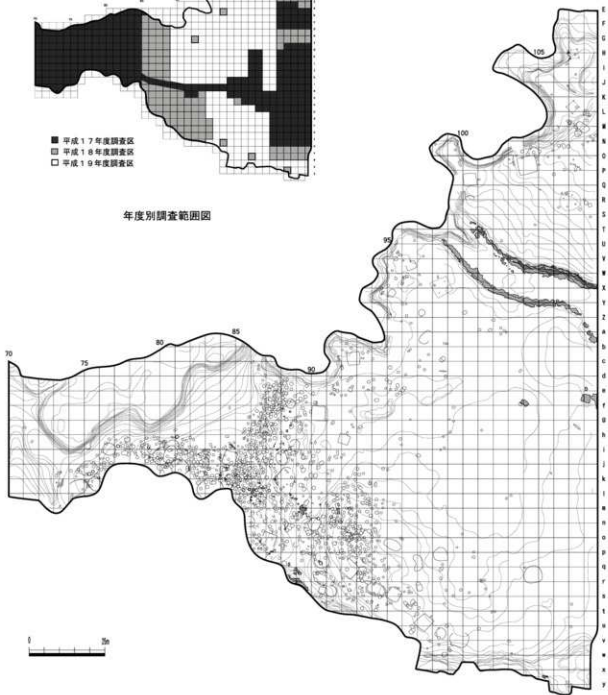 ■ 平成１７年度調査区
■ 平成１８年度調査区
□ 平成１９年度調査区
年度別調査範囲図
105
100
95
90
85
80
75
70
E
F
G
H
I
J
K
L
M
N
O
P
Q
R
S
T
U
V
W
X
Y
Z
b
c
d
e
f
g
h
i
j
k
l
m
n
o
p
q
r
s
t
u
v
w
x
y
0